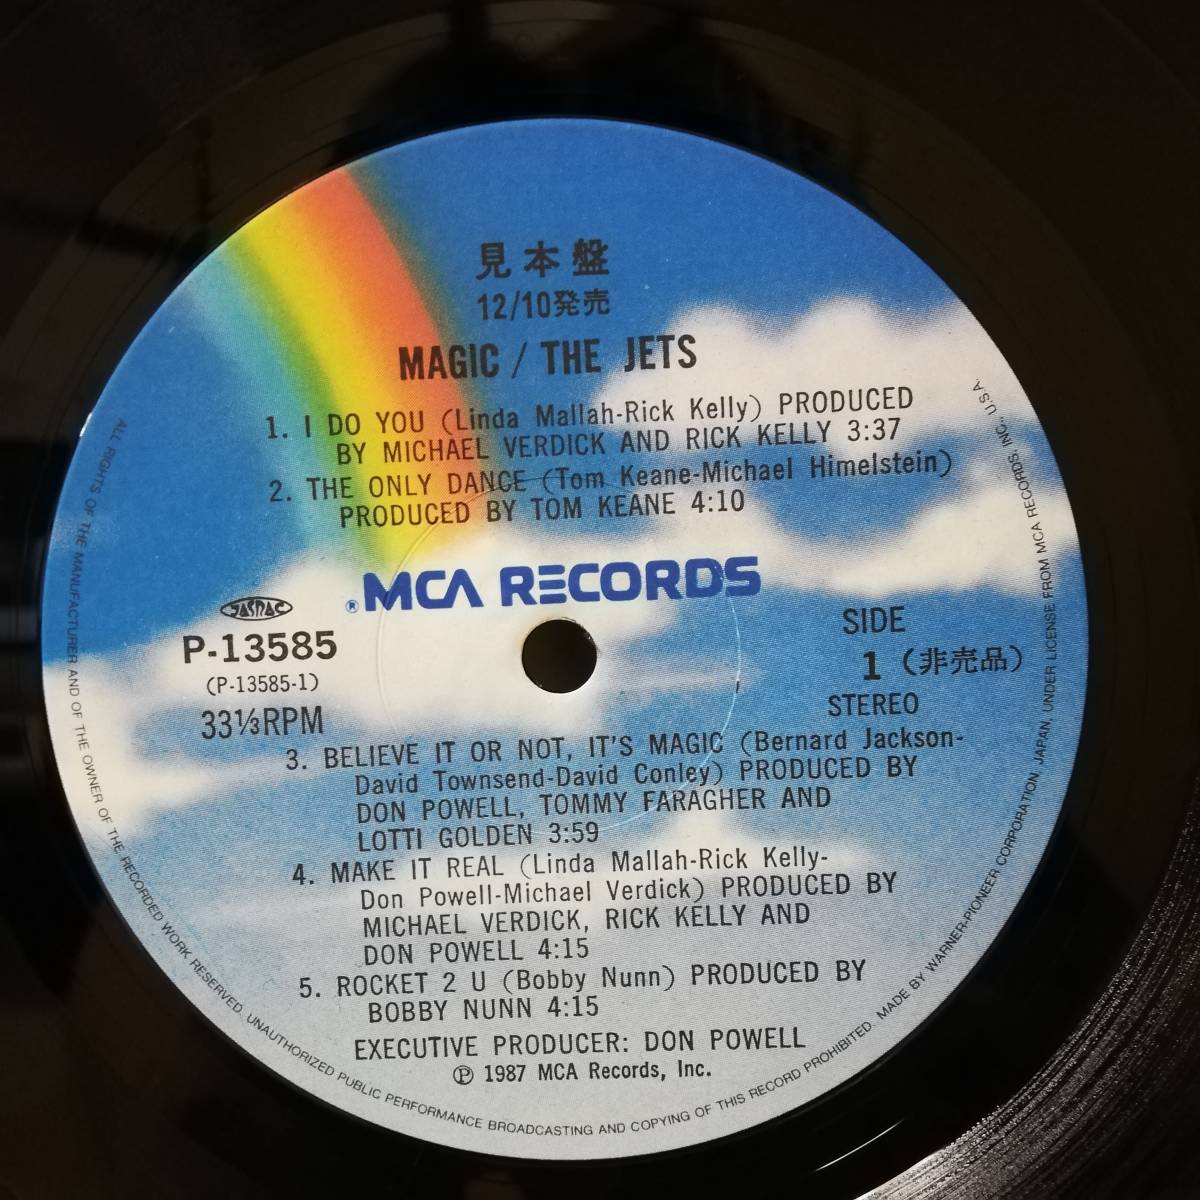 見本盤
12/10発売
MAGIC / THE JETS
1. I DO YOU (Linda Mallah-Rick Kelly) PRODUCED
BY MICHAEL VERDICK AND RICK KELLY 3:37
2. THE ONLY DANCE (Tom Keane-Michael Himelstein)
PRODUCED BY TOM KEANE 4:10
® MCA RECORDS
JASRAC
P-13585
(P-13585-1)
33⅓RPM
SIDE
1 (非売品)
STEREO
3. BELIEVE IT OR NOT, IT'S MAGIC (Bernard Jackson-
David Townsend-David Conley) PRODUCED BY
DON POWELL, TOMMY FARAGHER AND
LOTTI GOLDEN 3:59
4. MAKE IT REAL (Linda Mallah-Rick Kelly-
Don Powell-Michael Verdick) PRODUCED BY
MICHAEL VERDICK, RICK KELLY AND
DON POWELL 4:15
5. ROCKET 2 U (Bobby Nunn) PRODUCED BY
BOBBY NUNN 4:15
EXECUTIVE PRODUCER: DON POWELL
℗ 1987 MCA Records, Inc.
ALL RIGHTS OF THE MANUFACTURER AND OF THE OWNER OF THE RECORDED WORK RESERVED. UNAUTHORIZED PUBLIC PERFORMANCE BROADCASTING AND COPYING OF THIS RECORD PROHIBITED. MADE BY WARNER-PIONEER CORPORATION, JAPAN, UNDER LICENSE FROM MCA RECORDS, INC., U.S.A.